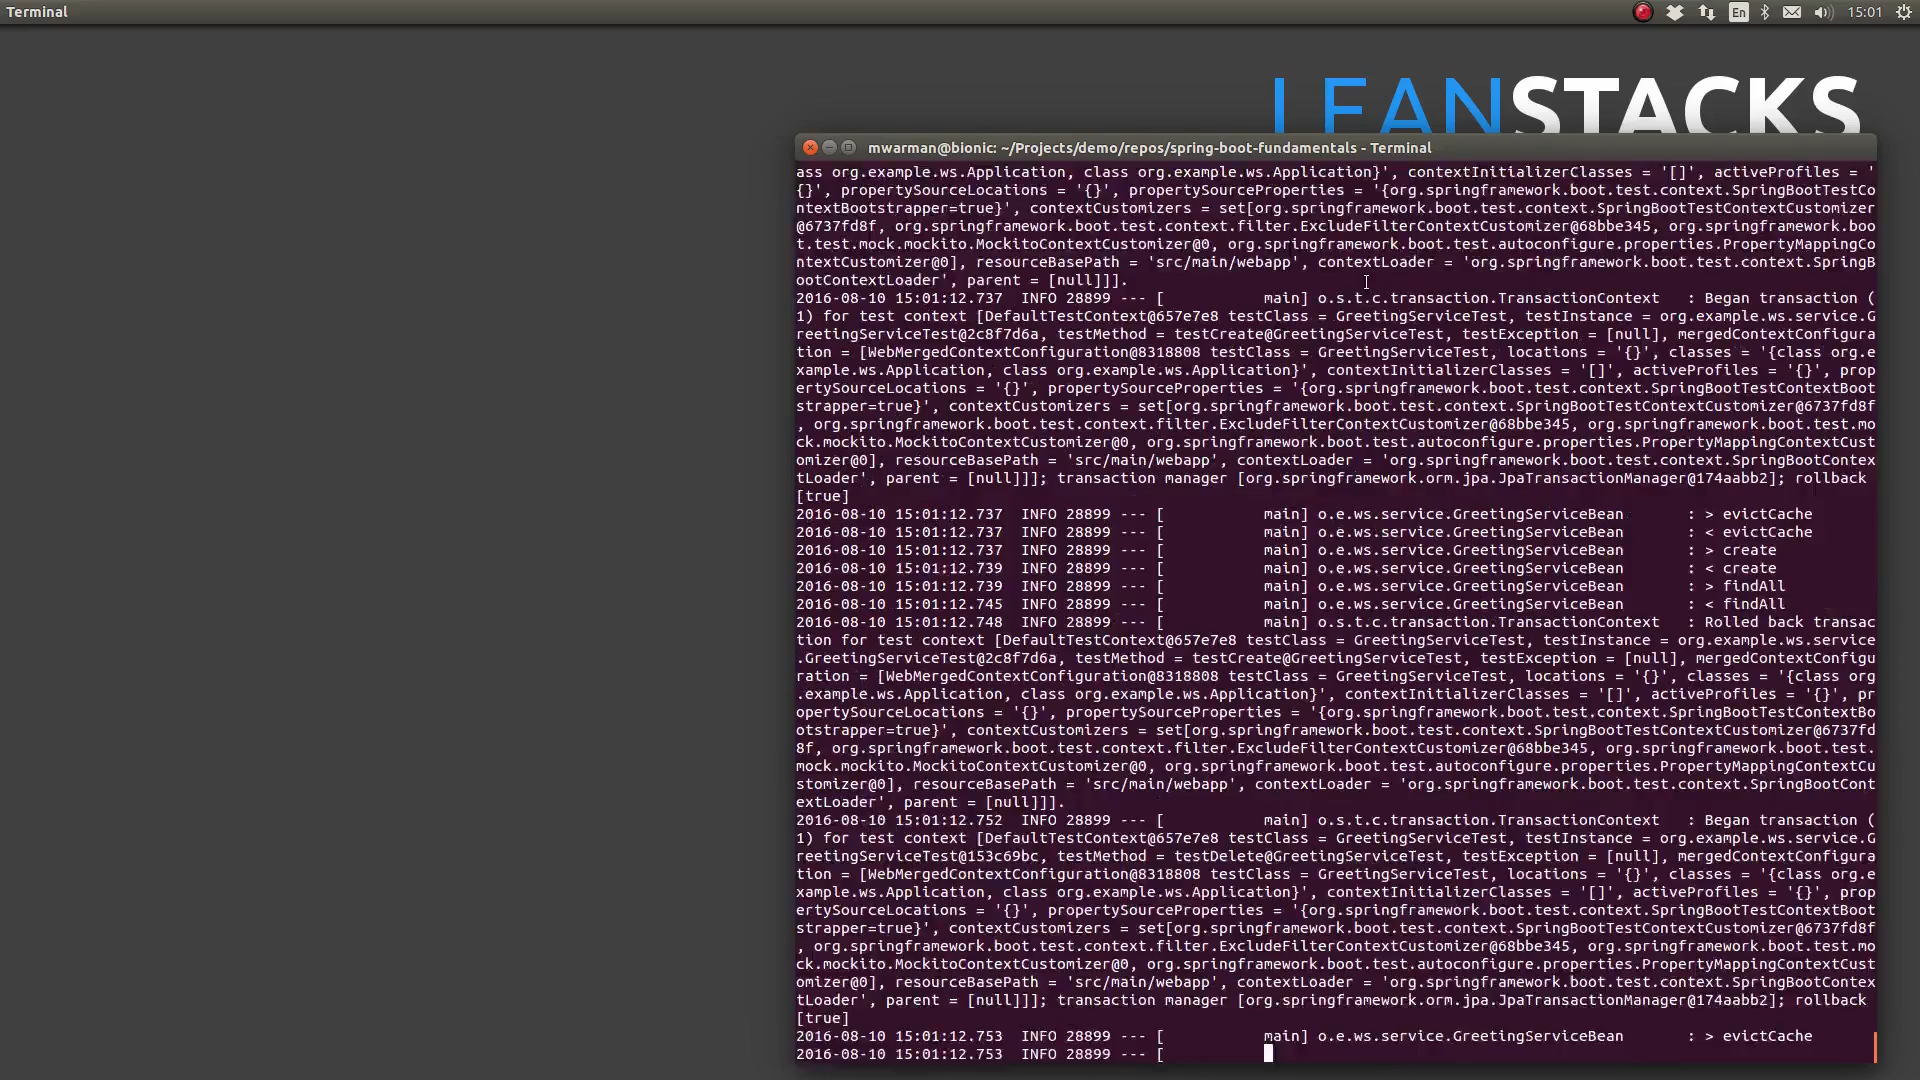 Terminal
En
15:01
LEANSTACKS
mwarman@bionic: ~/Projects/demo/repos/spring-boot-fundamentals - Terminal
ass org.example.ws.Application, class org.example.ws.Application}', contextInitializerClasses = '[]', activeProfiles = '
{}', propertySourceLocations = '{}', propertySourceProperties = '{org.springframework.boot.test.context.SpringBootTestCo
ntextBootstrapper=true}', contextCustomizers = set[org.springframework.boot.test.context.SpringBootTestContextCustomizer
@6737fd8f, org.springframework.boot.test.context.filter.ExcludeFilterContextCustomizer@68bbe345, org.springframework.boo
t.test.mock.mockito.MockitoContextCustomizer@0, org.springframework.boot.test.autoconfigure.properties.PropertyMappingCo
ntextCustomizer@0], resourceBasePath = 'src/main/webapp', contextLoader = 'org.springframework.boot.test.context.SpringB
ootContextLoader', parent = [null]]].
2016-08-10 15:01:12.737  INFO 28899 --- [           main] o.s.t.c.transaction.TransactionContext   : Began transaction (
1) for test context [DefaultTestContext@657e7e8 testClass = GreetingServiceTest, testInstance = org.example.ws.service.G
reetingServiceTest@2c8f7d6a, testMethod = testCreate@GreetingServiceTest, testException = [null], mergedContextConfigura
tion = [WebMergedContextConfiguration@8318808 testClass = GreetingServiceTest, locations = '{}', classes = '{class org.e
xample.ws.Application, class org.example.ws.Application}', contextInitializerClasses = '[]', activeProfiles = '{}', prop
ertySourceLocations = '{}', propertySourceProperties = '{org.springframework.boot.test.context.SpringBootTestContextBoot
strapper=true}', contextCustomizers = set[org.springframework.boot.test.context.SpringBootTestContextCustomizer@6737fd8f
, org.springframework.boot.test.context.filter.ExcludeFilterContextCustomizer@68bbe345, org.springframework.boot.test.mo
ck.mockito.MockitoContextCustomizer@0, org.springframework.boot.test.autoconfigure.properties.PropertyMappingContextCust
omizer@0], resourceBasePath = 'src/main/webapp', contextLoader = 'org.springframework.boot.test.context.SpringBootContex
tLoader', parent = [null]]]; transaction manager [org.springframework.orm.jpa.JpaTransactionManager@174aabb2]; rollback
[true]
2016-08-10 15:01:12.737  INFO 28899 --- [           main] o.e.ws.service.GreetingServiceBean       : > evictCache
2016-08-10 15:01:12.737  INFO 28899 --- [           main] o.e.ws.service.GreetingServiceBean       : < evictCache
2016-08-10 15:01:12.737  INFO 28899 --- [           main] o.e.ws.service.GreetingServiceBean       : > create
2016-08-10 15:01:12.739  INFO 28899 --- [           main] o.e.ws.service.GreetingServiceBean       : < create
2016-08-10 15:01:12.739  INFO 28899 --- [           main] o.e.ws.service.GreetingServiceBean       : > findAll
2016-08-10 15:01:12.745  INFO 28899 --- [           main] o.e.ws.service.GreetingServiceBean       : < findAll
2016-08-10 15:01:12.748  INFO 28899 --- [           main] o.s.t.c.transaction.TransactionContext   : Rolled back transac
tion for test context [DefaultTestContext@657e7e8 testClass = GreetingServiceTest, testInstance = org.example.ws.service
.GreetingServiceTest@2c8f7d6a, testMethod = testCreate@GreetingServiceTest, testException = [null], mergedContextConfigu
ration = [WebMergedContextConfiguration@8318808 testClass = GreetingServiceTest, locations = '{}', classes = '{class org
.example.ws.Application, class org.example.ws.Application}', contextInitializerClasses = '[]', activeProfiles = '{}', pr
opertySourceLocations = '{}', propertySourceProperties = '{org.springframework.boot.test.context.SpringBootTestContextBo
otstrapper=true}', contextCustomizers = set[org.springframework.boot.test.context.SpringBootTestContextCustomizer@6737fd
8f, org.springframework.boot.test.context.filter.ExcludeFilterContextCustomizer@68bbe345, org.springframework.boot.test.
mock.mockito.MockitoContextCustomizer@0, org.springframework.boot.test.autoconfigure.properties.PropertyMappingContextCu
stomizer@0], resourceBasePath = 'src/main/webapp', contextLoader = 'org.springframework.boot.test.context.SpringBootCont
extLoader', parent = [null]]].
2016-08-10 15:01:12.752  INFO 28899 --- [           main] o.s.t.c.transaction.TransactionContext   : Began transaction (
1) for test context [DefaultTestContext@657e7e8 testClass = GreetingServiceTest, testInstance = org.example.ws.service.G
reetingServiceTest@153c69bc, testMethod = testDelete@GreetingServiceTest, testException = [null], mergedContextConfigura
tion = [WebMergedContextConfiguration@8318808 testClass = GreetingServiceTest, locations = '{}', classes = '{class org.e
xample.ws.Application, class org.example.ws.Application}', contextInitializerClasses = '[]', activeProfiles = '{}', prop
ertySourceLocations = '{}', propertySourceProperties = '{org.springframework.boot.test.context.SpringBootTestContextBoot
strapper=true}', contextCustomizers = set[org.springframework.boot.test.context.SpringBootTestContextCustomizer@6737fd8f
, org.springframework.boot.test.context.filter.ExcludeFilterContextCustomizer@68bbe345, org.springframework.boot.test.mo
ck.mockito.MockitoContextCustomizer@0, org.springframework.boot.test.autoconfigure.properties.PropertyMappingContextCust
omizer@0], resourceBasePath = 'src/main/webapp', contextLoader = 'org.springframework.boot.test.context.SpringBootContex
tLoader', parent = [null]]]; transaction manager [org.springframework.orm.jpa.JpaTransactionManager@174aabb2]; rollback
[true]
2016-08-10 15:01:12.753  INFO 28899 --- [           main] o.e.ws.service.GreetingServiceBean       : > evictCache
2016-08-10 15:01:12.753  INFO 28899 --- [